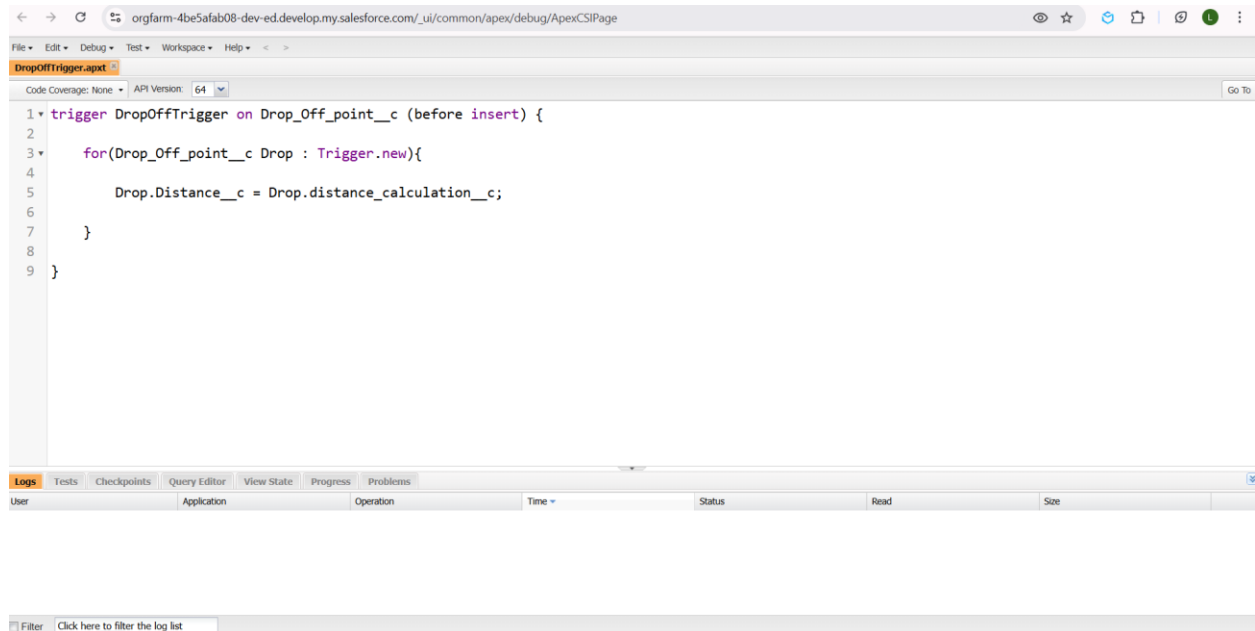 orgfarm-4be5afab08-dev-ed.develop.my.salesforce.com/_ui/common/apex/debug/ApexCSIPage
L
File Edit Debug Test Workspace Help < >
DropOffTrigger.apxt
Code Coverage: None API Version: 64 Go To
1 trigger DropOffTrigger on Drop_Off_point__c (before insert) {
2
3 for(Drop_Off_point__c Drop : Trigger.new){
4
5 Drop.Distance__c = Drop.distance_calculation__c;
6
7 }
8
9 }
Logs Tests Checkpoints Query Editor View State Progress Problems
User Application Operation Time Status Read Size
Filter Click here to filter the log list